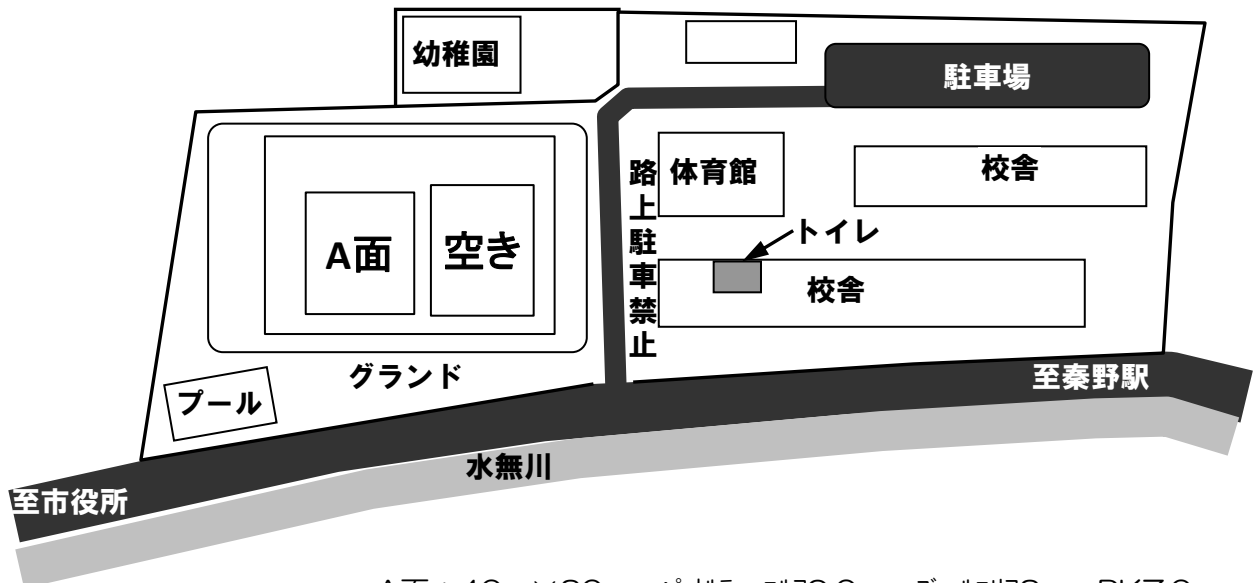 幼稚園
駐車場
路上駐車禁止
体育館
校舎
トイレ
A面
空き
校舎
グランド
プール
至秦野駅
水無川
至市役所